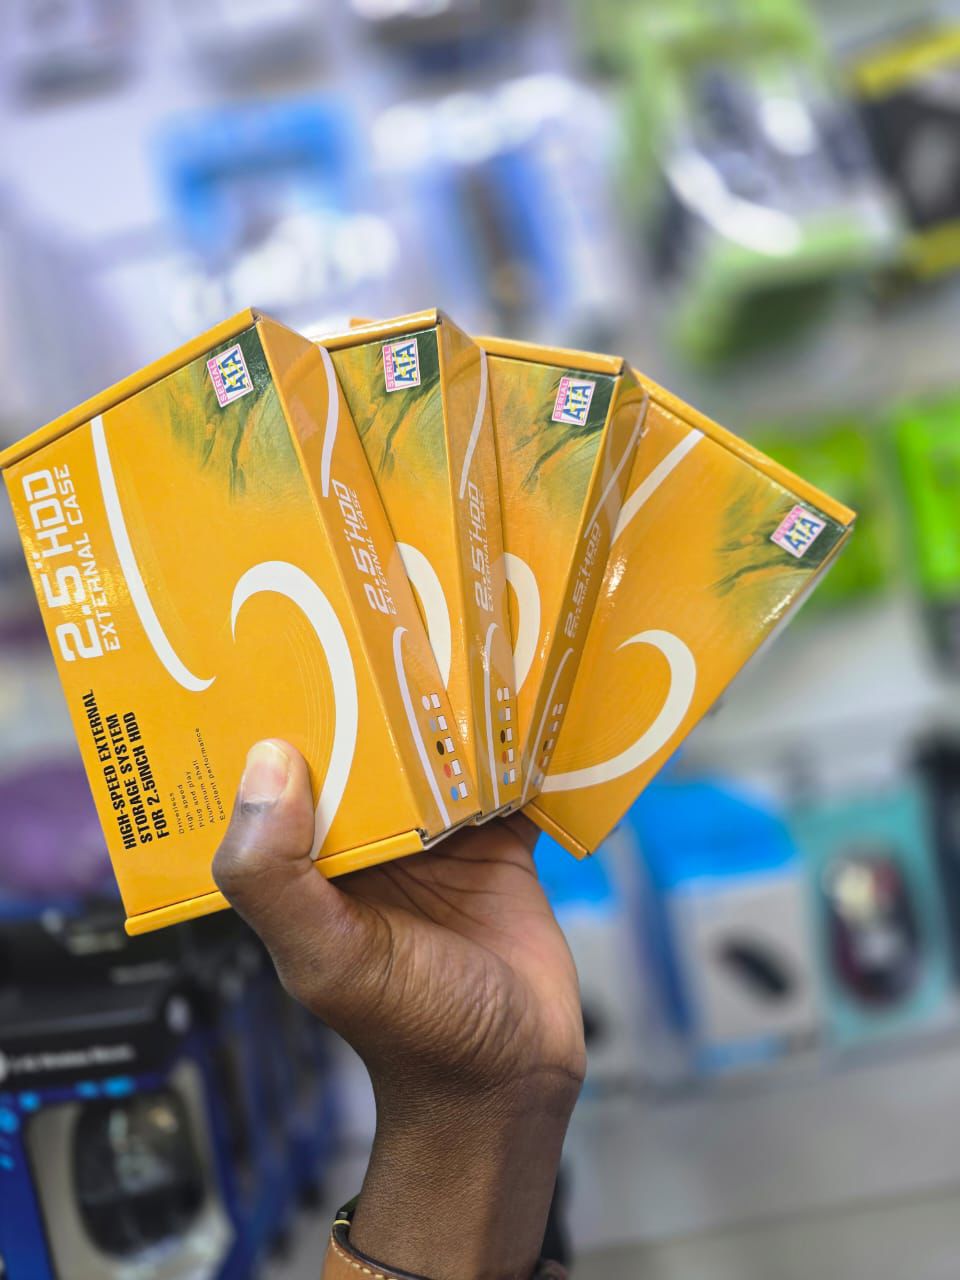 SERIAL
ATA
2.5"HDD
EXTERNAL CASE
HIGH-SPEED EXTERNAL
STORAGE SYSTEM
FOR 2.5INCH HDD
Driverless
High speed
Plug and play
Aluminum shell
Excellent performance
2.5"HDD
EXTERNAL CASE
SERIAL
ATA
2.5"HDD
EXTERNAL CASE
SERIAL
ATA
2.5"HDD
EXTERNAL CASE
SERIAL
ATA